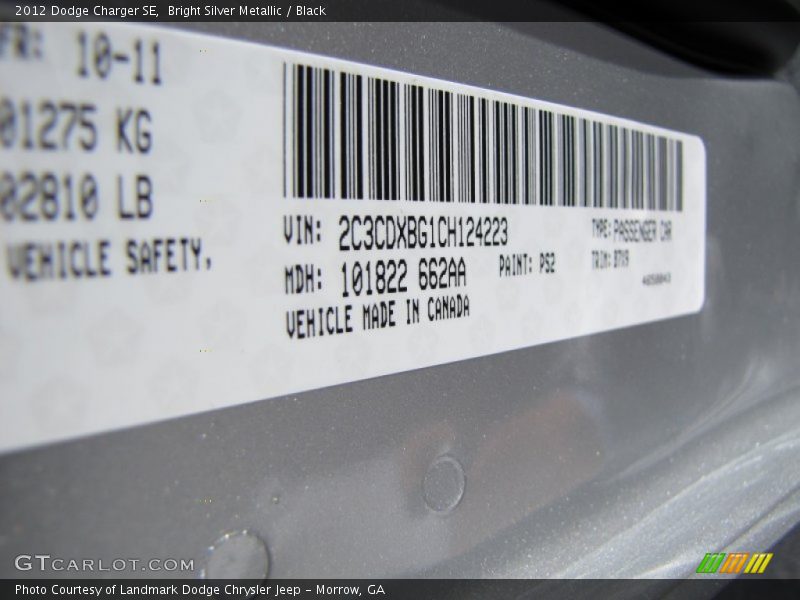 2012 Dodge Charger SE,  Bright Silver Metallic / Black
FR: 10-11
01275 KG
02810 LB
VEHICLE SAFETY,
VIN: 2C3CDXBG1CH124223
TYPE: PASSENGER CAR
MDH: 101822 662AA
PAINT: PS2
TRIM:
VEHICLE MADE IN CANADA
GTCARLOT.COM
Photo Courtesy of Landmark Dodge Chrysler Jeep – Morrow, GA